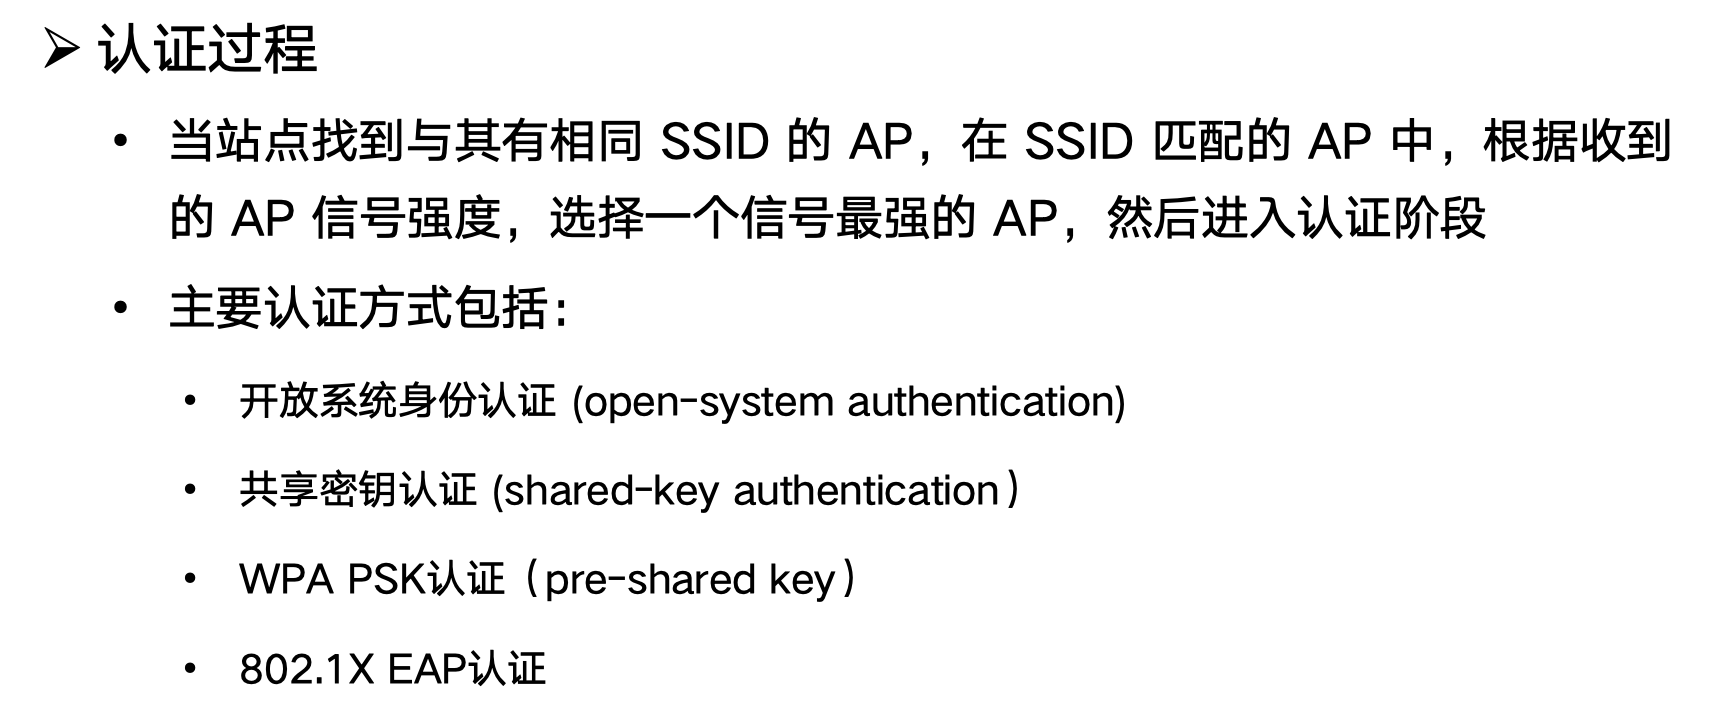 ➢ 认证过程
• 当站点找到与其有相同 SSID 的 AP，在 SSID 匹配的 AP 中，根据收到
的 AP 信号强度，选择一个信号最强的 AP，然后进入认证阶段
• 主要认证方式包括：
• 开放系统身份认证 (open-system authentication)
• 共享密钥认证 (shared-key authentication）
• WPA PSK认证（pre-shared key）
• 802.1X EAP认证